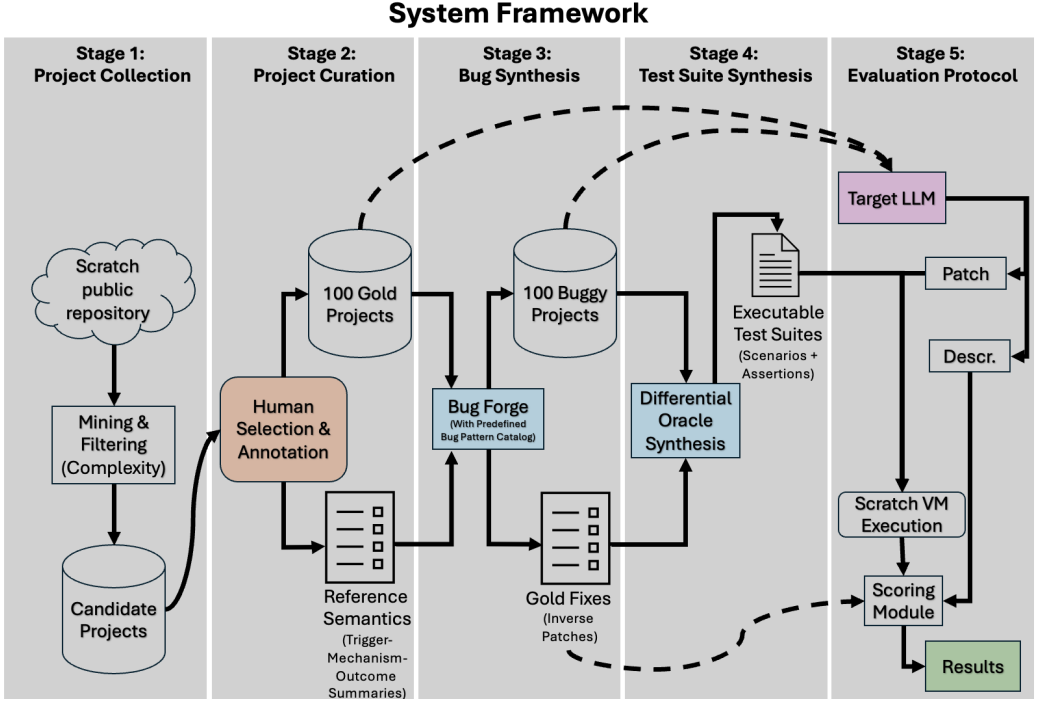 System Framework
Stage 1:
Project Collection
Stage 2:
Project Curation
Stage 3:
Bug Synthesis
Stage 4:
Test Suite Synthesis
Stage 5:
Evaluation Protocol
Scratch
public
repository
Mining &
Filtering
(Complexity)
Candidate
Projects
Human
Selection &
Annotation
100 Gold
Projects
Reference
Semantics
(Trigger-
Mechanism-
Outcome
Summaries)
Bug Forge
(With Predefined
Bug Pattern Catalog)
100 Buggy
Projects
Gold Fixes
(Inverse
Patches)
Differential
Oracle
Synthesis
Executable
Test Suites
(Scenarios +
Assertions)
Target LLM
Patch
Descr.
Scratch VM
Execution
Scoring
Module
Results